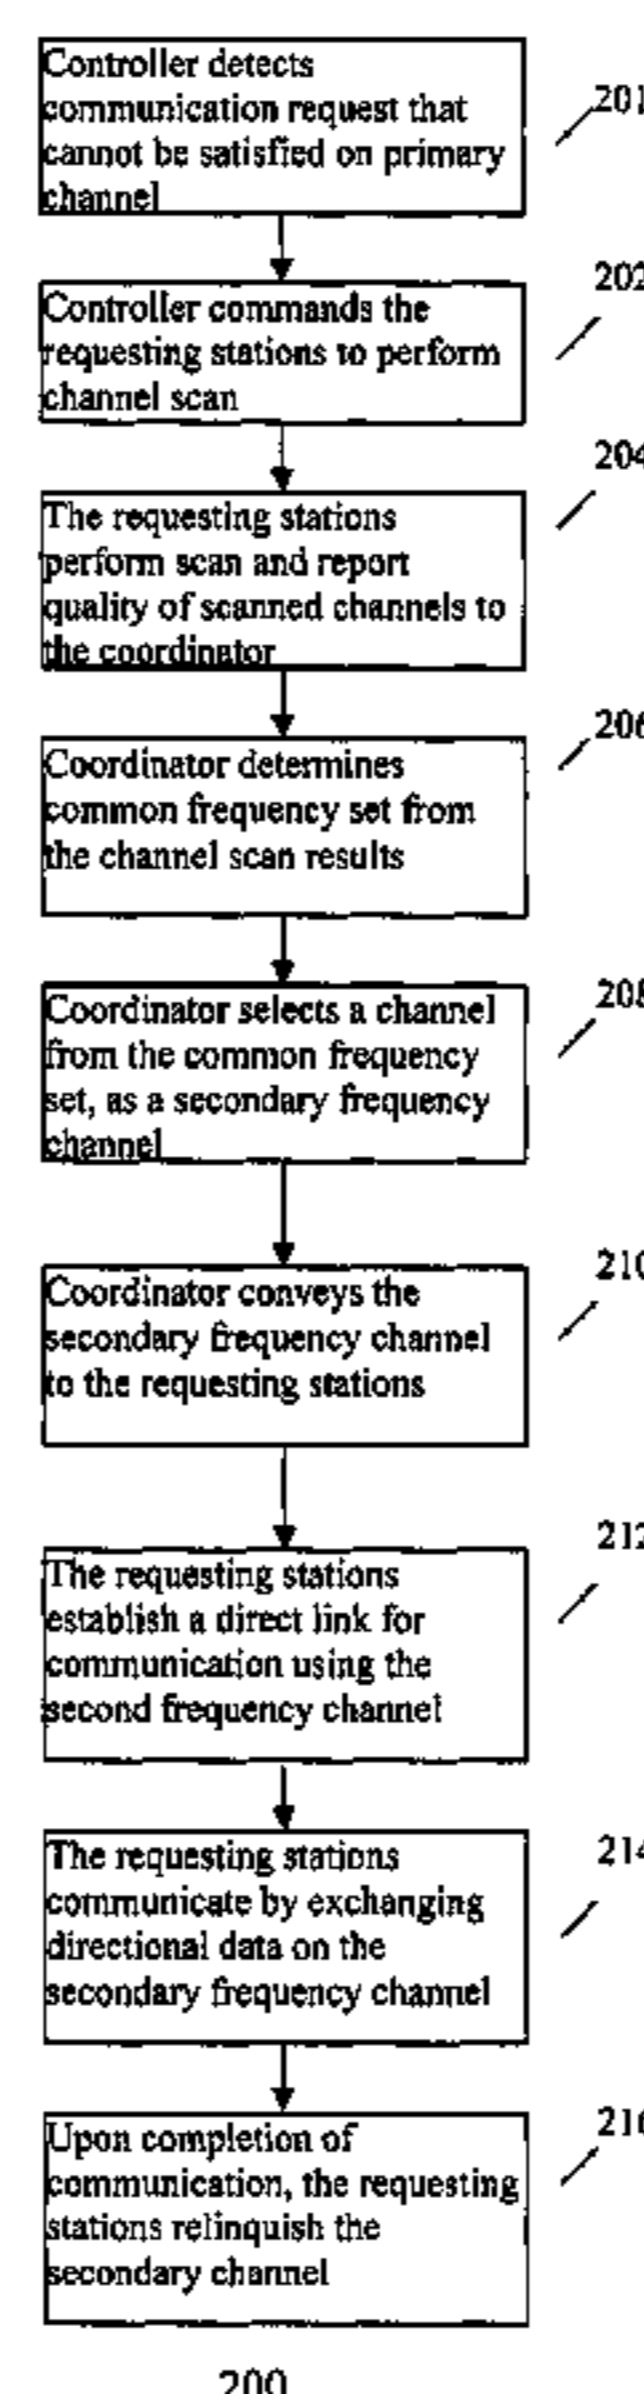 Controller detects
communication request that
cannot be satisfied on primary
channel
201
Controller commands the
requesting stations to perform
channel scan
202
The requesting stations
perform scan and report
quality of scanned channels to
the coordinator
204
Coordinator determines
common frequency set from
the channel scan results
206
Coordinator selects a channel
from the common frequency
set, as a secondary frequency
channel
208
Coordinator conveys the
secondary frequency channel
to the requesting stations
210
The requesting stations
establish a direct link for
communication using the
second frequency channel
212
The requesting stations
communicate by exchanging
directional data on the
secondary frequency channel
214
Upon completion of
communication, the requesting
stations relinquish the
secondary channel
216
200